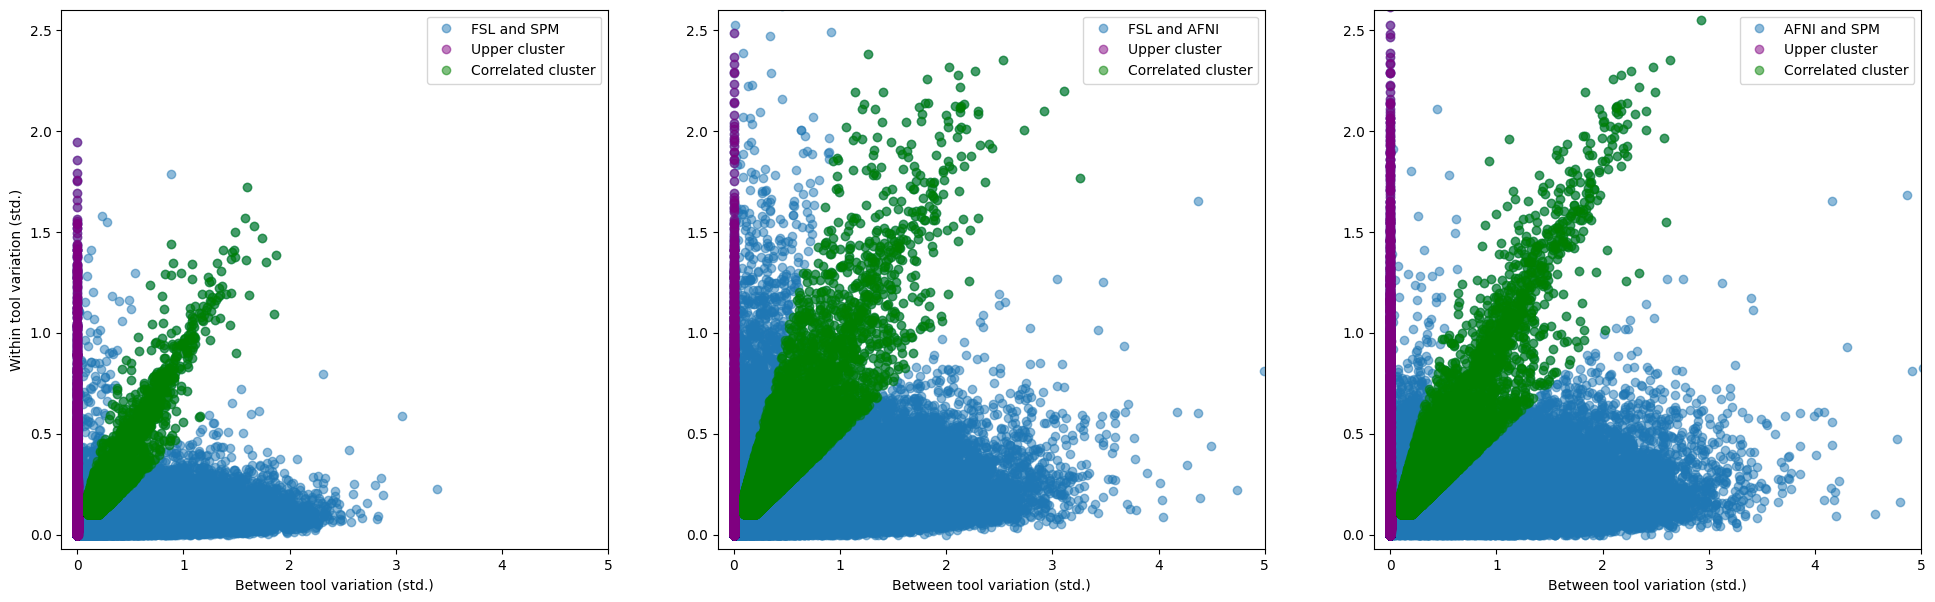 FSL and SPM
Upper cluster
Correlated cluster
2.5
2.0
1.5
1.0
0.5
0.0
Within tool variation (std.)
0 1 2 3 4 5
Between tool variation (std.)
FSL and AFNI
Upper cluster
Correlated cluster
2.5
2.0
1.5
1.0
0.5
0.0
0 1 2 3 4 5
Between tool variation (std.)
AFNI and SPM
Upper cluster
Correlated cluster
2.5
2.0
1.5
1.0
0.5
0.0
0 1 2 3 4 5
Between tool variation (std.)